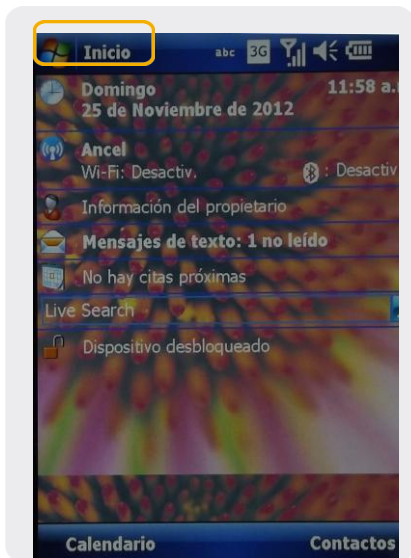 Inicio abc 3G
Domingo 11:58 a.
25 de Noviembre de 2012
Ancel
Wi-Fi: Desactiv. : Desactiv
Información del propietario
Mensajes de texto: 1 no leído
No hay citas próximas
Live Search
Dispositivo desbloqueado
Calendario Contactos